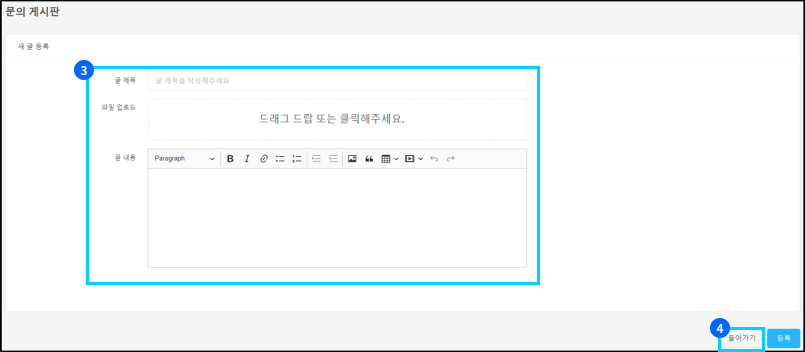 문의 게시판
새 글 등록
3
글 제목
글 제목을 작성해주세요
파일 업로드
드래그 드랍 또는 클릭해주세요.
글 내용
Paragraph
B I
4
돌아가기
등록